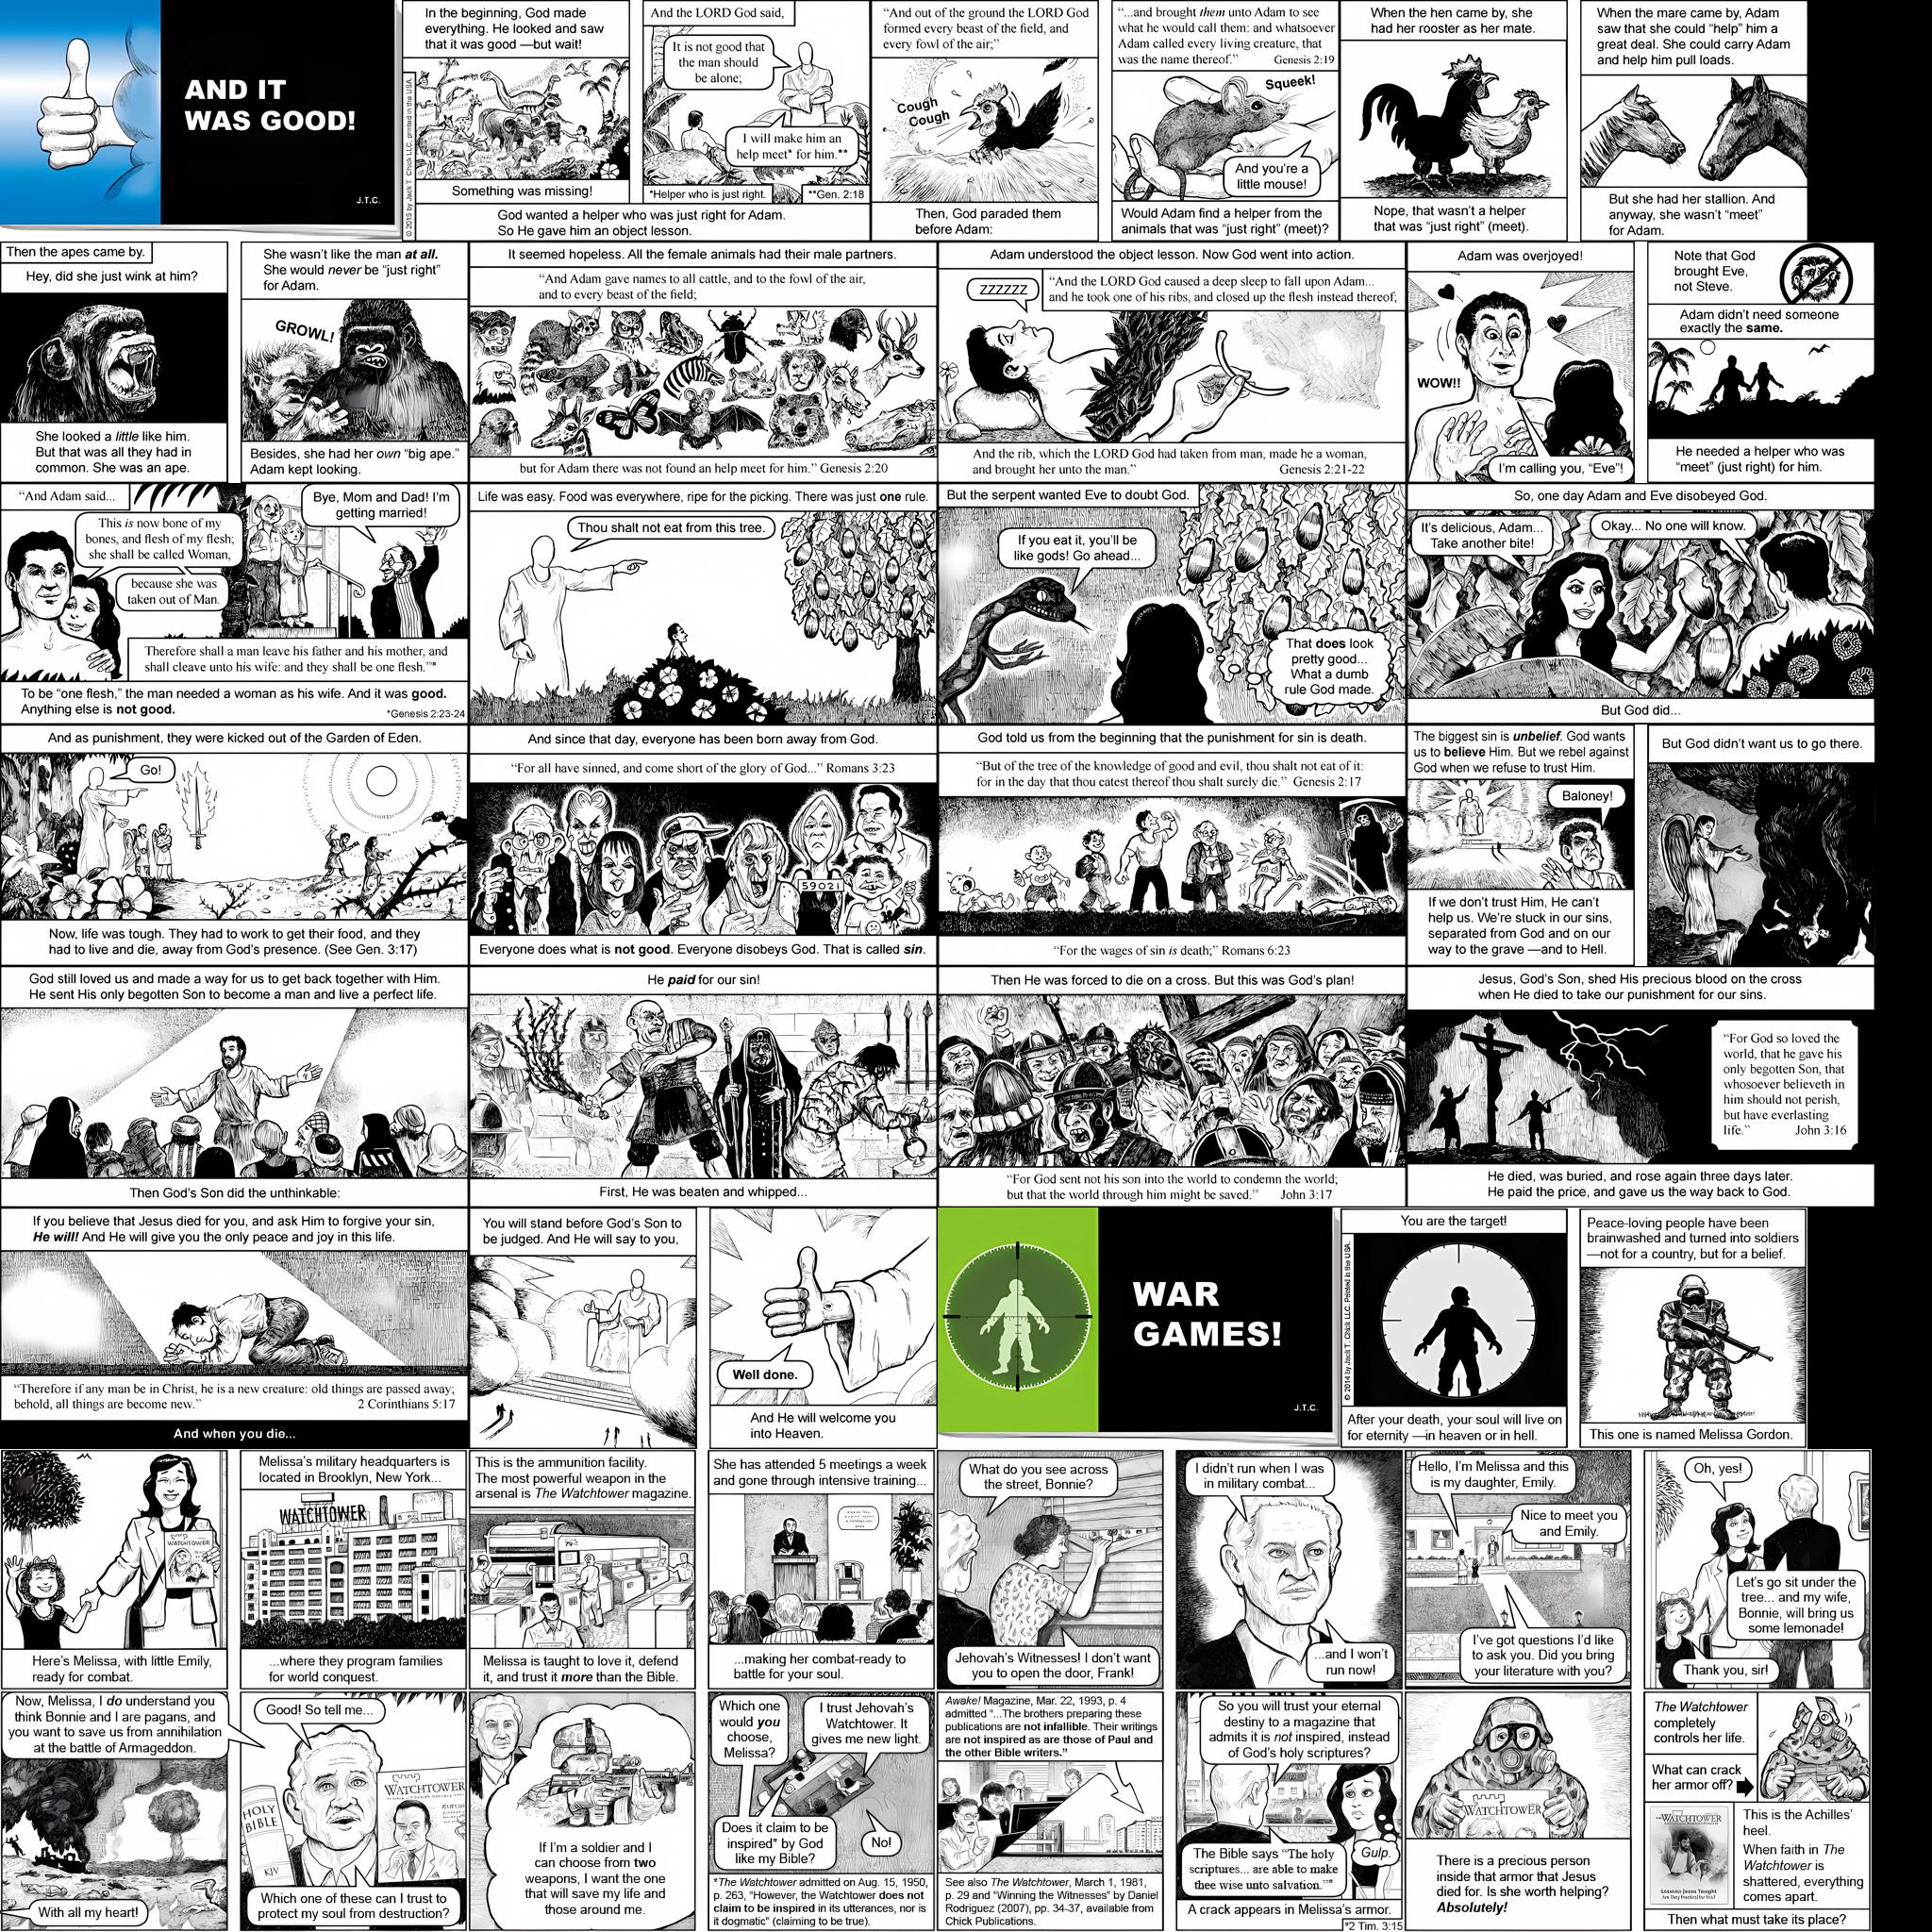 AND IT
WAS GOOD!
J.T.C.
© 2015 by Jack T. Chick LLC. printed in the USA.
In the beginning, God made
everything. He looked and saw
that it was good —but wait!
Something was missing!
And the LORD God said,
It is not good that
the man should
be alone;
I will make him an
help meet* for him.**
*Helper who is just right.
**Gen. 2:18
God wanted a helper who was just right for Adam.
So He gave him an object lesson.
“And out of the ground the LORD God
formed every beast of the field, and
every fowl of the air;”
Cough
Cough
Then, God paraded them
before Adam:
“...and brought them unto Adam to see
what he would call them: and whatsoever
Adam called every living creature, that
was the name thereof.” Genesis 2:19
Squeek!
And you're a
little mouse!
Would Adam find a helper from the
animals that was “just right” (meet)?
When the hen came by, she
had her rooster as her mate.
Nope, that wasn't a helper
that was “just right” (meet).
When the mare came by, Adam
saw that she could “help” him a
great deal. She could carry Adam
and help him pull loads.
But she had her stallion. And
anyway, she wasn't “meet”
for Adam.
Then the apes came by.
Hey, did she just wink at him?
She looked a little like him.
But that was all they had in
common. She was an ape.
She wasn't like the man at all.
She would never be “just right”
for Adam.
GROWL!
Besides, she had her own “big ape.”
Adam kept looking.
It seemed hopeless. All the female animals had their male partners.
“And Adam gave names to all cattle, and to the fowl of the air,
and to every beast of the field;
but for Adam there was not found an help meet for him.” Genesis 2:20
Adam understood the object lesson. Now God went into action.
ZZZZZZ
“And the LORD God caused a deep sleep to fall upon Adam...
and he took one of his ribs, and closed up the flesh instead thereof;
And the rib, which the LORD God had taken from man, made he a woman,
and brought her unto the man.” Genesis 2:21-22
Adam was overjoyed!
WOW!!
I'm calling you, “Eve”!
Note that God
brought Eve,
not Steve.
Adam didn't need someone
exactly the same.
He needed a helper who was
“meet” (just right) for him.
“And Adam said...
This is now bone of my
bones, and flesh of my flesh;
she shall be called Woman,
because she was
taken out of Man.
Bye, Mom and Dad! I'm
getting married!
Therefore shall a man leave his father and his mother, and
shall cleave unto his wife: and they shall be one flesh.”*
To be “one flesh,” the man needed a woman as his wife. And it was good.
Anything else is not good.
*Genesis 2:23-24
Life was easy. Food was everywhere, ripe for the picking. There was just one rule.
Thou shalt not eat from this tree.
But the serpent wanted Eve to doubt God.
If you eat it, you'll be
like gods! Go ahead...
That does look
pretty good...
What a dumb
rule God made.
So, one day Adam and Eve disobeyed God.
It's delicious, Adam...
Take another bite!
Okay... No one will know.
But God did...
And as punishment, they were kicked out of the Garden of Eden.
Go!
Now, life was tough. They had to work to get their food, and they
had to live and die, away from God's presence. (See Gen. 3:17)
And since that day, everyone has been born away from God.
“For all have sinned, and come short of the glory of God...” Romans 3:23
59021
Everyone does what is not good. Everyone disobeys God. That is called sin.
God told us from the beginning that the punishment for sin is death.
“But of the tree of the knowledge of good and evil, thou shalt not eat of it:
for in the day that thou eatest thereof thou shalt surely die.” Genesis 2:17
“For the wages of sin is death;” Romans 6:23
The biggest sin is unbelief. God wants
us to believe Him. But we rebel against
God when we refuse to trust Him.
Baloney!
If we don't trust Him, He can't
help us. We're stuck in our sins,
separated from God and on our
way to the grave —and to Hell.
But God didn't want us to go there.
God still loved us and made a way for us to get back together with Him.
He sent His only begotten Son to become a man and live a perfect life.
Then God's Son did the unthinkable:
He paid for our sin!
First, He was beaten and whipped...
Then He was forced to die on a cross. But this was God's plan!
“For God sent not his son into the world to condemn the world;
but that the world through him might be saved.” John 3:17
Jesus, God's Son, shed His precious blood on the cross
when He died to take our punishment for our sins.
“For God so loved the
world, that he gave his
only begotten Son, that
whosoever believeth in
him should not perish,
but have everlasting
life.” John 3:16
He died, was buried, and rose again three days later.
He paid the price, and gave us the way back to God.
If you believe that Jesus died for you, and ask Him to forgive your sin,
He will! And He will give you the only peace and joy in this life.
“Therefore if any man be in Christ, he is a new creature: old things are passed away;
behold, all things are become new.” 2 Corinthians 5:17
And when you die...
You will stand before God's Son to
be judged. And He will say to you,
Well done.
And He will welcome you
into Heaven.
WAR
GAMES!
J.T.C.
© 2014 by Jack T. Chick LLC. Printed in the USA.
You are the target!
After your death, your soul will live on
for eternity —in heaven or in hell.
Peace-loving people have been
brainwashed and turned into soldiers
—not for a country, but for a belief.
This one is named Melissa Gordon.
WATCHTOWER
Here's Melissa, with little Emily,
ready for combat.
Melissa's military headquarters is
located in Brooklyn, New York...
WATCHTOWER
...where they program families
for world conquest.
This is the ammunition facility.
The most powerful weapon in the
arsenal is The Watchtower magazine.
Melissa is taught to love it, defend
it, and trust it more than the Bible.
She has attended 5 meetings a week
and gone through intensive training...
...making her combat-ready to
battle for your soul.
What do you see across
the street, Bonnie?
Jehovah's Witnesses! I don't want
you to open the door, Frank!
I didn't run when I was
in military combat...
...and I won't
run now!
Hello, I'm Melissa and this
is my daughter, Emily.
Nice to meet you
and Emily.
I've got questions I'd like
to ask you. Did you bring
your literature with you?
Oh, yes!
Let's go sit under the
tree... and my wife,
Bonnie, will bring us
some lemonade!
Thank you, sir!
Now, Melissa, I do understand you
think Bonnie and I are pagans, and
you want to save us from annihilation
at the battle of Armageddon.
With all my heart!
Good! So tell me...
HOLY
BIBLE
KJV
WATCHTOWER
Which one of these can I trust to
protect my soul from destruction?
If I'm a soldier and I
can choose from two
weapons, I want the one
that will save my life and
those around me.
Which one
would you
choose,
Melissa?
I trust Jehovah's
Watchtower. It
gives me new light.
Does it claim to be
inspired* by God
like my Bible?
No!
*The Watchtower admitted on Aug. 15, 1950,
p. 263, “However, the Watchtower does not
claim to be inspired in its utterances, nor is
it dogmatic” (claiming to be true).
Awake! Magazine, Mar. 22, 1993, p. 4
admitted “...The brothers preparing these
publications are not infallible. Their writings
are not inspired as are those of Paul and
the other Bible writers.”
See also The Watchtower, March 1, 1981,
p. 29 and “Winning the Witnesses” by Daniel
Rodriguez (2007), pp. 34-37, available from
Chick Publications.
So you will trust your eternal
destiny to a magazine that
admits it is not inspired, instead
of God's holy scriptures?
The Bible says “The holy
scriptures... are able to make
thee wise unto salvation.”*
Gulp.
A crack appears in Melissa's armor.
*2 Tim. 3:15
WATCHTOWER
There is a precious person
inside that armor that Jesus
died for. Is she worth helping?
Absolutely!
The Watchtower
completely
controls her life.
What can crack
her armor off?
WATCHTOWER
This is the Achilles'
heel.
When faith in The
Watchtower is
shattered, everything
comes apart.
Then what must take its place?